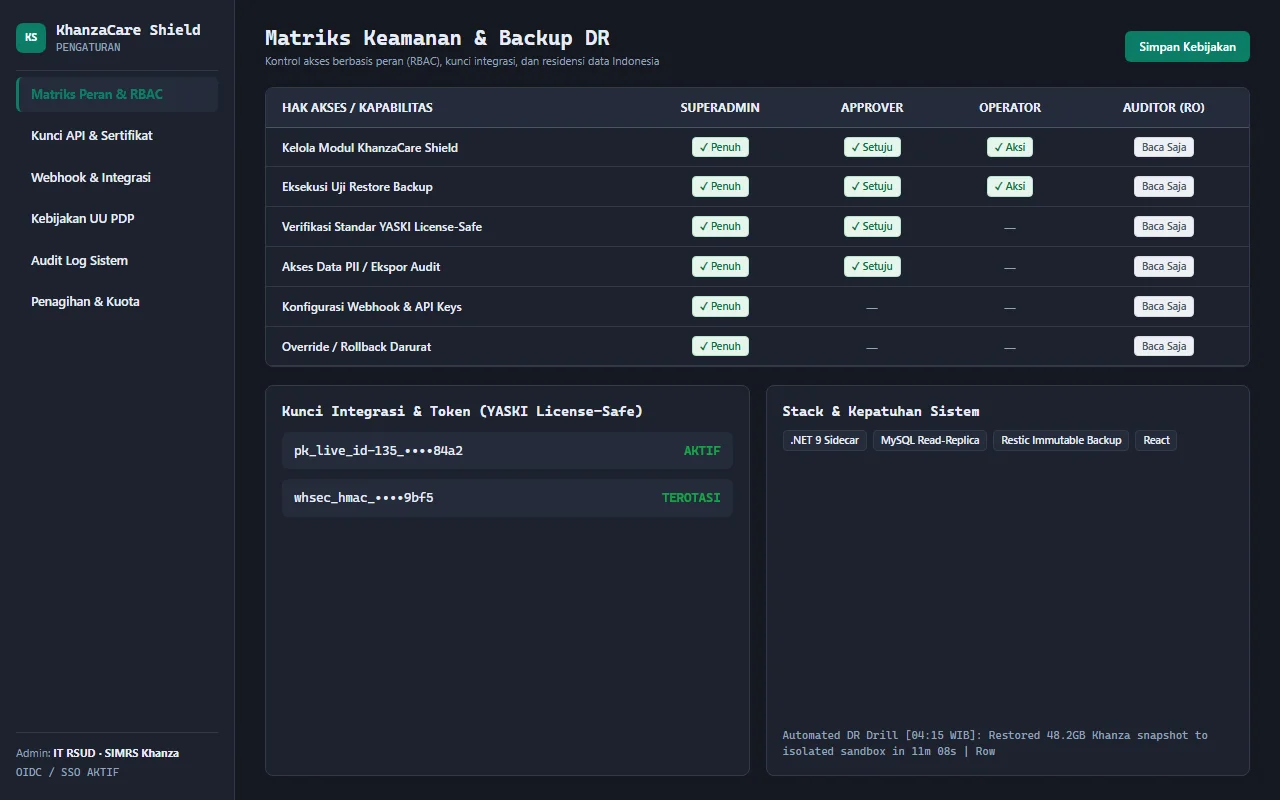 KS
KhanzaCare Shield
PENGATURAN
Matriks Peran & RBAC
Kunci API & Sertifikat
Webhook & Integrasi
Kebijakan UU PDP
Audit Log Sistem
Penagihan & Kuota
Admin: IT RSUD · SIMRS Khanza
OIDC / SSO AKTIF
Matriks Keamanan & Backup DR
Kontrol akses berbasis peran (RBAC), kunci integrasi, dan residensi data Indonesia
Simpan Kebijakan
HAK AKSES / KAPABILITAS SUPERADMIN APPROVER OPERATOR AUDITOR (RO)
Kelola Modul KhanzaCare Shield ✓ Penuh ✓ Setuju ✓ Aksi Baca Saja
Eksekusi Uji Restore Backup ✓ Penuh ✓ Setuju ✓ Aksi Baca Saja
Verifikasi Standar YASKI License-Safe ✓ Penuh ✓ Setuju — Baca Saja
Akses Data PII / Ekspor Audit ✓ Penuh ✓ Setuju — Baca Saja
Konfigurasi Webhook & API Keys ✓ Penuh — — Baca Saja
Override / Rollback Darurat ✓ Penuh — — Baca Saja
Kunci Integrasi & Token (YASKI License-Safe)
pk_live_id-135_••••84a2 AKTIF
whsec_hmac_••••9bf5 TEROTASI
Stack & Kepatuhan Sistem
.NET 9 Sidecar MySQL Read-Replica Restic Immutable Backup React
Automated DR Drill [04:15 WIB]: Restored 48.2GB Khanza snapshot to
isolated sandbox in 11m 08s | Row